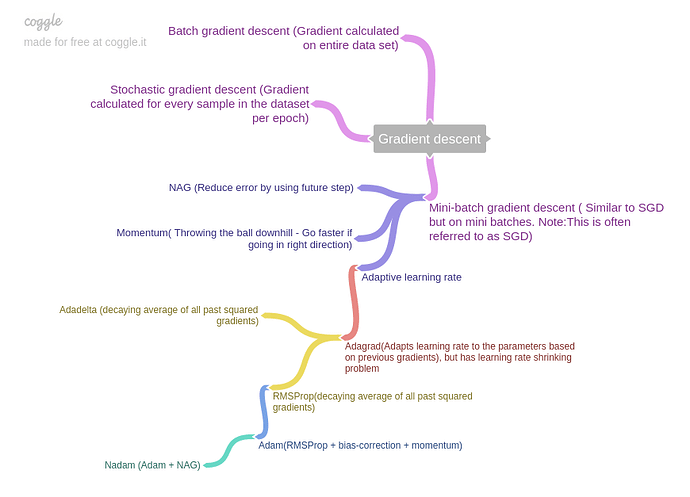 coggle
made for free at coggle.it
Batch gradient descent (Gradient calculated
on entire data set)
Stochastic gradient descent (Gradient
calculated for every sample in the dataset
per epoch)
Gradient descent
NAG (Reduce error by using future step)
Mini-batch gradient descent ( Similar to SGD
but on mini batches. Note:This is often
referred to as SGD)
Momentum( Throwing the ball downhill - Go faster if
going in right direction)
Adaptive learning rate
Adadelta (decaying average of all past squared
gradients)
Adagrad(Adapts learning rate to the parameters based
on previous gradients), but has learning rate shrinking
problem
RMSProp(decaying average of all past squared
gradients)
Adam(RMSProp + bias-correction + momentum)
Nadam (Adam + NAG)